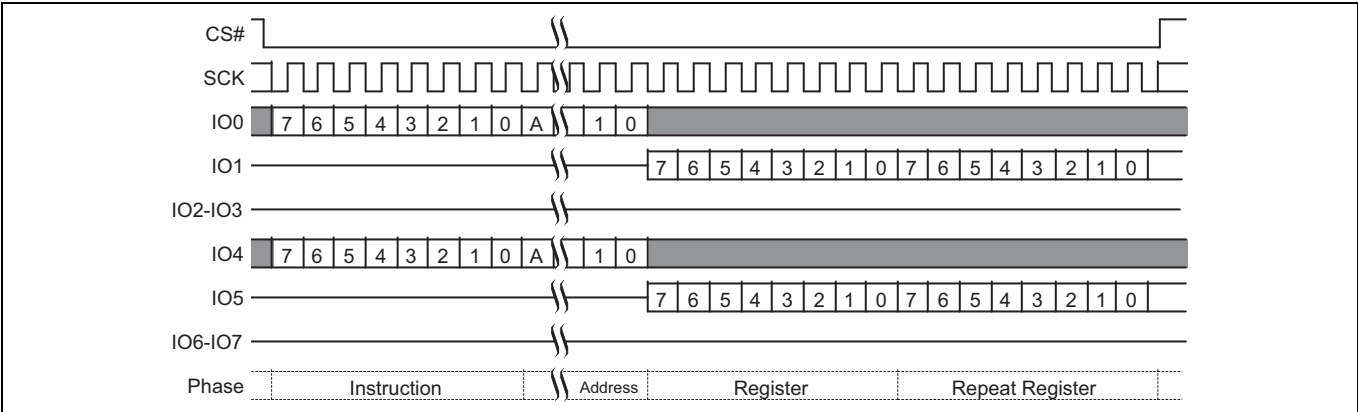 CS#
SCK
IO0 7 6 5 4 3 2 1 0 A 1 0
IO1 7 6 5 4 3 2 1 0 7 6 5 4 3 2 1 0
IO2-IO3
IO4 7 6 5 4 3 2 1 0 A 1 0
IO5 7 6 5 4 3 2 1 0 7 6 5 4 3 2 1 0
IO6-IO7
Phase Instruction Address Register Repeat Register